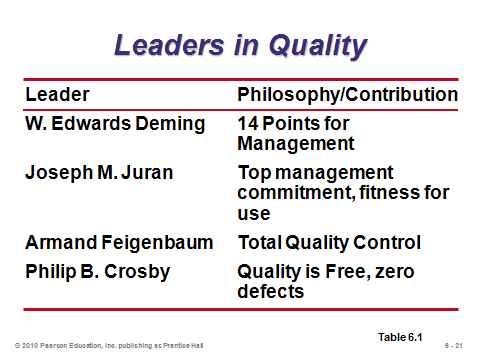 Leaders in Quality
Leader Philosophy/Contribution
W. Edwards Deming 14 Points for
Management
Joseph M. Juran Top management
commitment, fitness for
use
Armand Feigenbaum Total Quality Control
Philip B. Crosby Quality is Free, zero
defects
Table 6.1
© 2010 Pearson Education, Inc. publishing as Prentice Hall 6 - 21